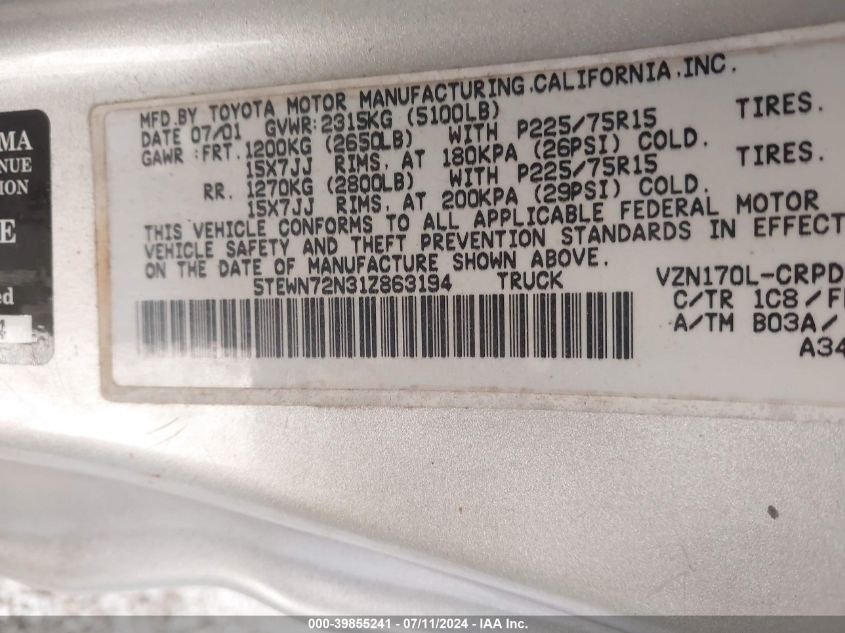 MFD.BY TOYOTA MOTOR MANUFACTURING.CALIFORNIA.INC.
DATE 07/01 GVWR:2315KG (5100LB)
GAWR :FRT.1200KG (2650LB) WITH P225/75R15 TIRES.
15X7JJ RIMS, AT 180KPA (26PSI) COLD.
RR. 1270KG (2800LB) WITH P225/75R15 TIRES.
15X7JJ RIMS, AT 200KPA (29PSI) COLD.
THIS VEHICLE CONFORMS TO ALL APPLICABLE FEDERAL MOTOR
VEHICLE SAFETY AND THEFT PREVENTION STANDARDS IN EFFECT
ON THE DATE OF MANUFACTURE SHOWN ABOVE.
5TEWN72N31Z863194 TRUCK
VZN170L-CRPD
C/TR 1C8/
A/TM B03A/
A34
MA
NUE
ION
E
ed
4
000-39855241 - 07/11/2024 - IAA Inc.